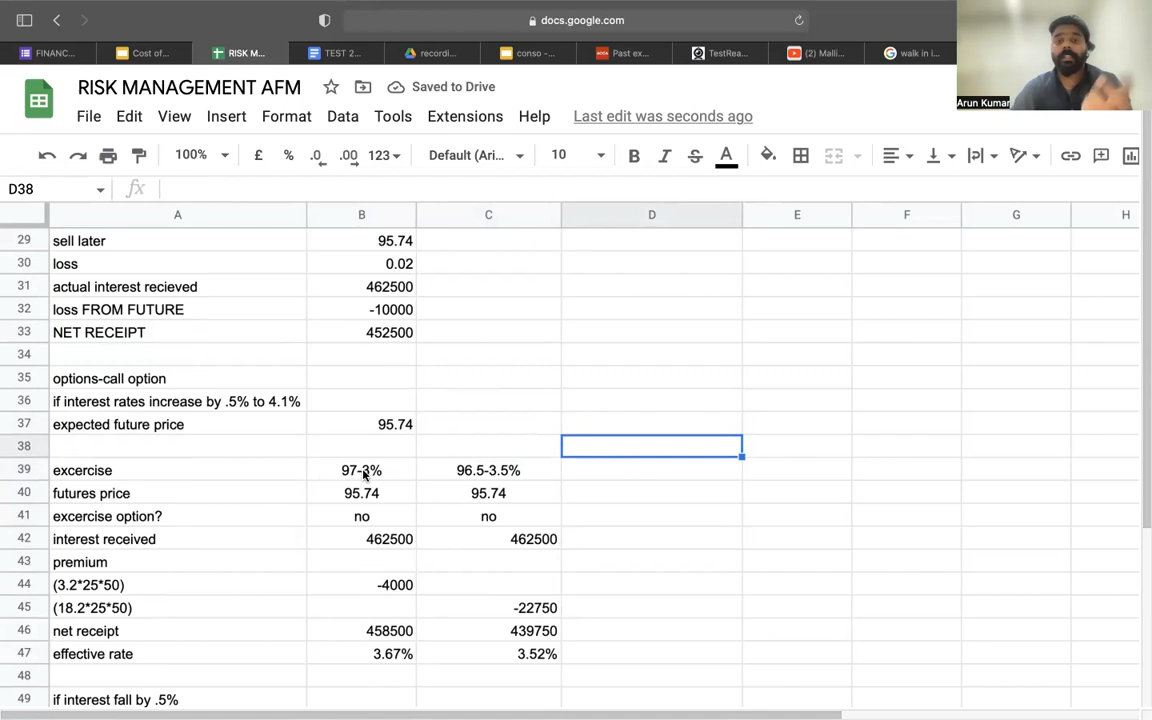 docs.google.com
FINANC... Cost of... RISK M... TEST 2... recordi... conso -... Past ex... TestRea... (2) Malli... walk in i...
Arun Kumar
RISK MANAGEMENT AFM Saved to Drive
File Edit View Insert Format Data Tools Extensions Help Last edit was seconds ago
100% £ % .0 .00 123 Default (Ari... 10 B I S A
D38 fx
A B C D E F G H
29 sell later 95.74
30 loss 0.02
31 actual interest recieved 462500
32 loss FROM FUTURE -10000
33 NET RECEIPT 452500
34
35 options-call option
36 if interest rates increase by .5% to 4.1%
37 expected future price 95.74
38
39 excercise 97-3% 96.5-3.5%
40 futures price 95.74 95.74
41 excercise option? no no
42 interest received 462500 462500
43 premium
44 (3.2*25*50) -4000
45 (18.2*25*50) -22750
46 net receipt 458500 439750
47 effective rate 3.67% 3.52%
48
49 if interest fall by .5%